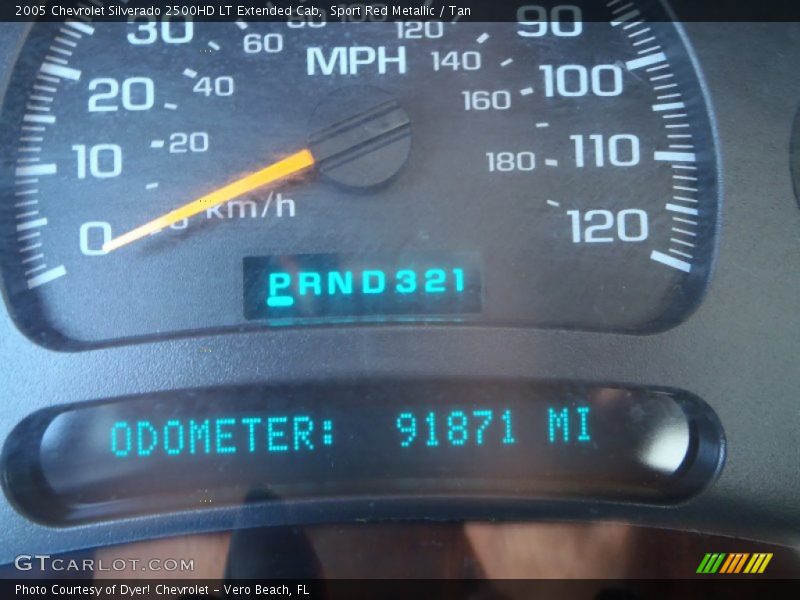 2005 Chevrolet Silverado 2500HD LT Extended Cab, Sport Red Metallic / Tan
30 60 80 100 120 90
MPH 140
20 40 160 100
10 20 180 110
0 km/h 120
PRND321
ODOMETER: 91871 MI
GTCARLOT.COM
Photo Courtesy of Dyer! Chevrolet - Vero Beach, FL